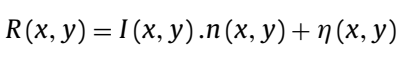 R(x, y) = I(x, y).n(x, y) + η(x, y)